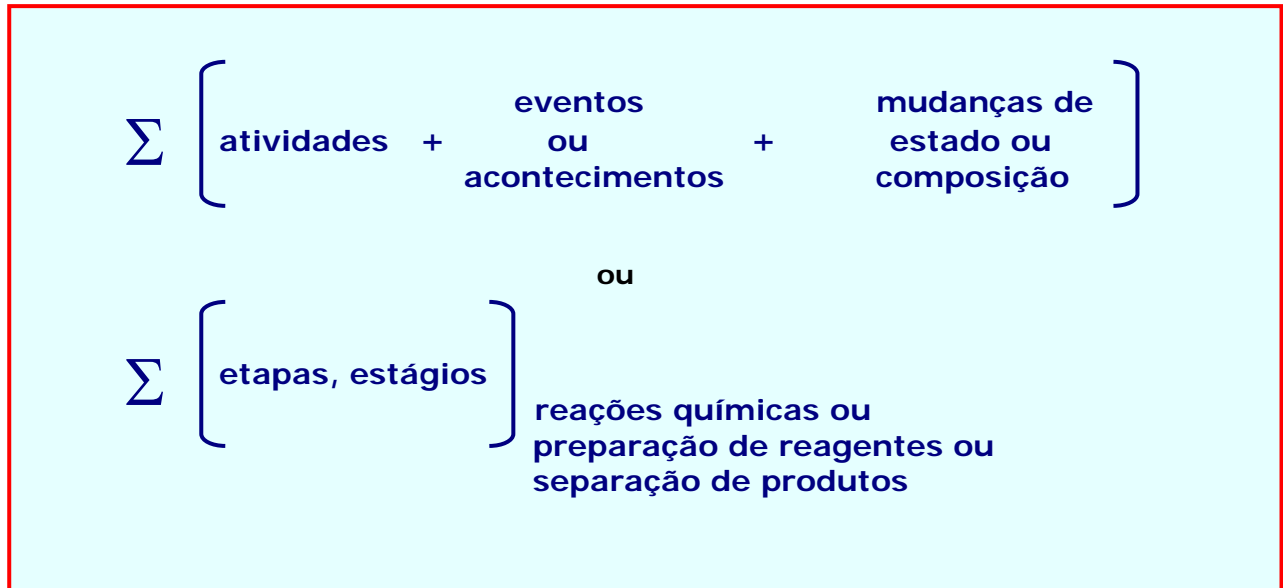 eventos mudanças de
∑ atividades + ou + estado ou
acontecimentos composição
ou
∑ etapas, estágios
reações químicas ou
preparação de reagentes ou
separação de produtos